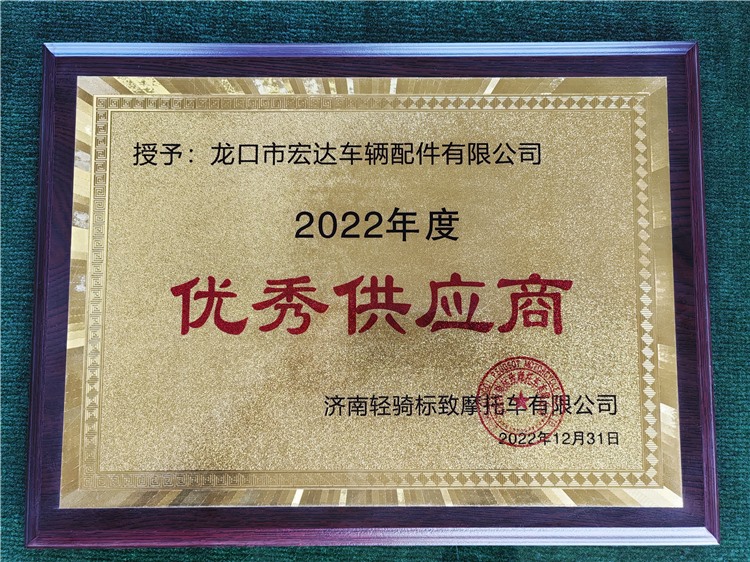 授予：龙口市宏达车辆配件有限公司
2022年度
优秀供应商
济南轻骑标致摩托车有限公司
2022年12月31日